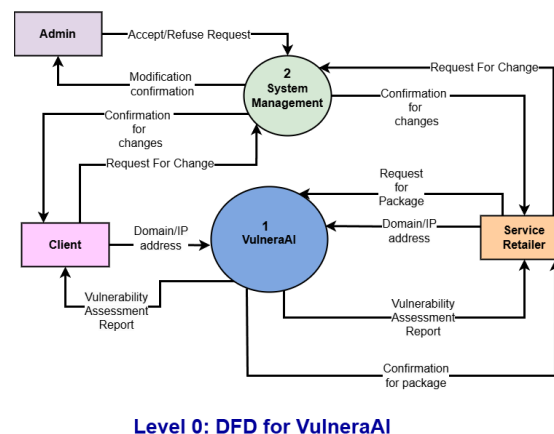 Admin
Accept/Refuse Request
Modification
confirmation
2
System
Management
Request For Change
Confirmation
for
changes
Confirmation
for
changes
Request For Change
Request
for
Package
Client
Domain/IP
address
1
VulneraAI
Domain/IP
address
Service
Retailer
Vulnerability
Assessment
Report
Vulnerability
Assessment
Report
Confirmation
for package
Level 0: DFD for VulneraAI